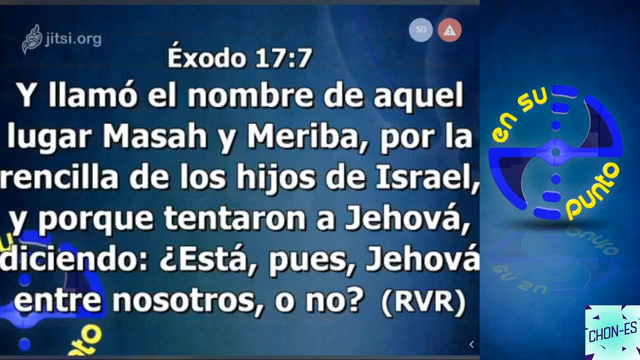 jitsi.org
SD
Éxodo 17:7
Y llamó el nombre de aquel
lugar Masah y Meriba, por la
rencilla de los hijos de Israel,
y porque tentaron a Jehová,
diciendo: ¿Está, pues, Jehová
entre nosotros, o no? (RVR)
en su
punto
CHON-ES